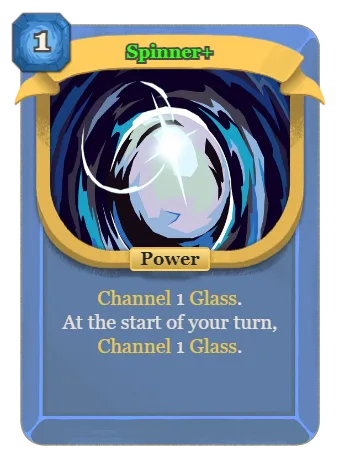 1
Spinner+
Power
Channel 1 Glass.
At the start of your turn,
Channel 1 Glass.